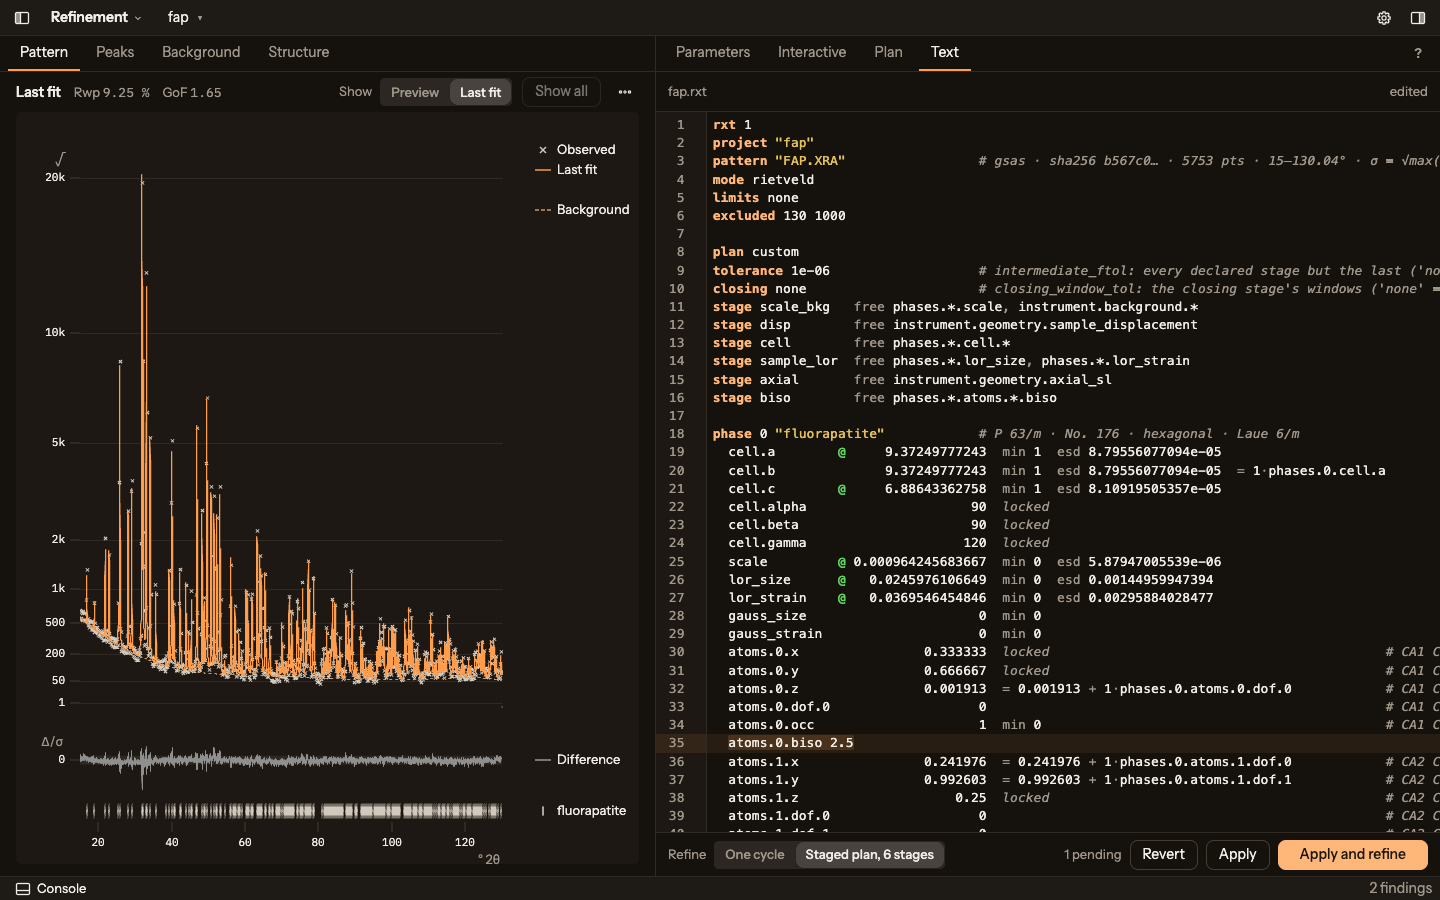 Refinement
fap
Pattern
Peaks
Background
Structure
Last fit
Rwp 9.25 %
GoF 1.65
Show
Preview
Last fit
Show all
√
20k
10k
5k
2k
1k
500
200
50
1
Δ/σ
0
20
40
60
80
100
120
°2θ
Observed
Last fit
Background
Difference
fluorapatite
Parameters
Interactive
Plan
Text
?
fap.rxt
edited
1 rxt 1
2 project "fap"
3 pattern "FAP.XRA" # gsas · sha256 b567c0… · 5753 pts · 15–130.04° · σ = √max(
4 mode rietveld
5 limits none
6 excluded 130 1000
7
8 plan custom
9 tolerance 1e-06 # intermediate_ftol: every declared stage but the last ('no
10 closing none # closing_window_tol: the closing stage's windows ('none' =
11 stage scale_bkg free phases.*.scale, instrument.background.*
12 stage disp free instrument.geometry.sample_displacement
13 stage cell free phases.*.cell.*
14 stage sample_lor free phases.*.lor_size, phases.*.lor_strain
15 stage axial free instrument.geometry.axial_sl
16 stage biso free phases.*.atoms.*.biso
17
18 phase 0 "fluorapatite" # P 63/m · No. 176 · hexagonal · Laue 6/m
19 cell.a @ 9.37249777243 min 1 esd 8.79556077094e-05
20 cell.b 9.37249777243 min 1 esd 8.79556077094e-05 = 1·phases.0.cell.a
21 cell.c @ 6.88643362758 min 1 esd 8.10919505357e-05
22 cell.alpha 90 locked
23 cell.beta 90 locked
24 cell.gamma 120 locked
25 scale @ 0.000964245683667 min 0 esd 5.87947005539e-06
26 lor_size @ 0.0245976106649 min 0 esd 0.00144959947394
27 lor_strain @ 0.0369546454846 min 0 esd 0.00295884028477
28 gauss_size 0 min 0
29 gauss_strain 0 min 0
30 atoms.0.x 0.333333 locked # CA1 C
31 atoms.0.y 0.666667 locked # CA1 C
32 atoms.0.z 0.001913 = 0.001913 + 1·phases.0.atoms.0.dof.0 # CA1 C
33 atoms.0.dof.0 0 # CA1 C
34 atoms.0.occ 1 min 0 # CA1 C
35 atoms.0.biso 2.5
36 atoms.1.x 0.241976 = 0.241976 + 1·phases.0.atoms.1.dof.0 # CA2 C
37 atoms.1.y 0.992603 = 0.992603 + 1·phases.0.atoms.1.dof.1 # CA2 C
38 atoms.1.z 0.25 locked # CA2 C
39 atoms.1.dof.0 0 # CA2 C
40 atoms.1.dof.1 0 # CA2 C
Refine
One cycle
Staged plan, 6 stages
1 pending
Revert
Apply
Apply and refine
Console
2 findings